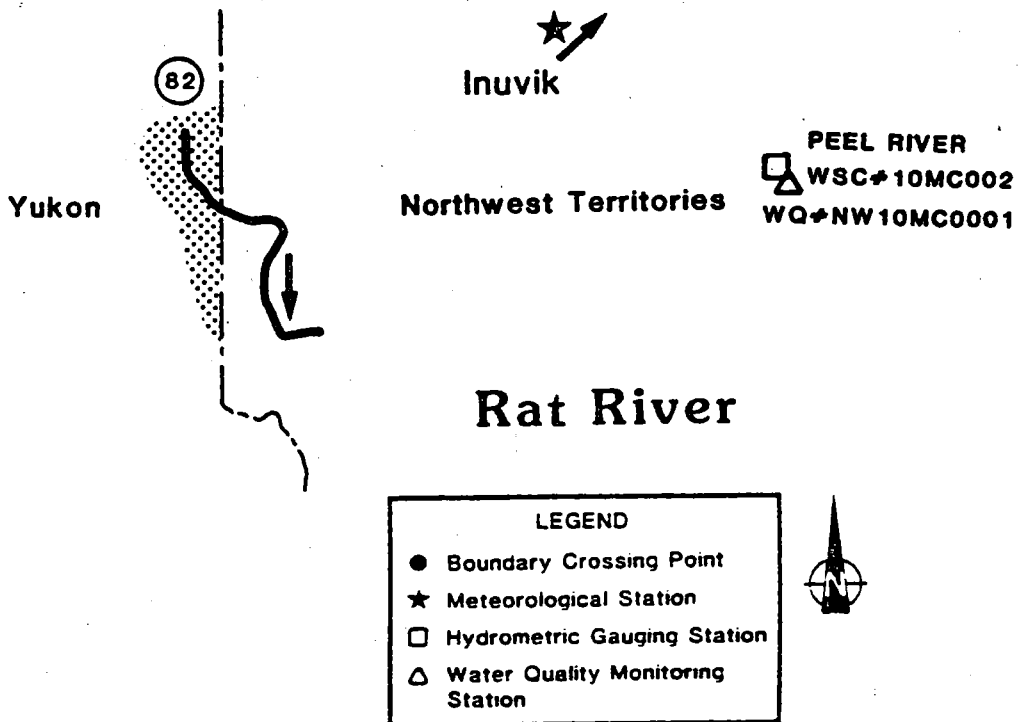 82
Inuvik
PEEL RIVER
WSC#10MC002
WQ#NW10MC0001
Yukon
Northwest Territories
Rat River
LEGEND
Boundary Crossing Point
Meteorological Station
Hydrometric Gauging Station
Water Quality Monitoring
Station
N